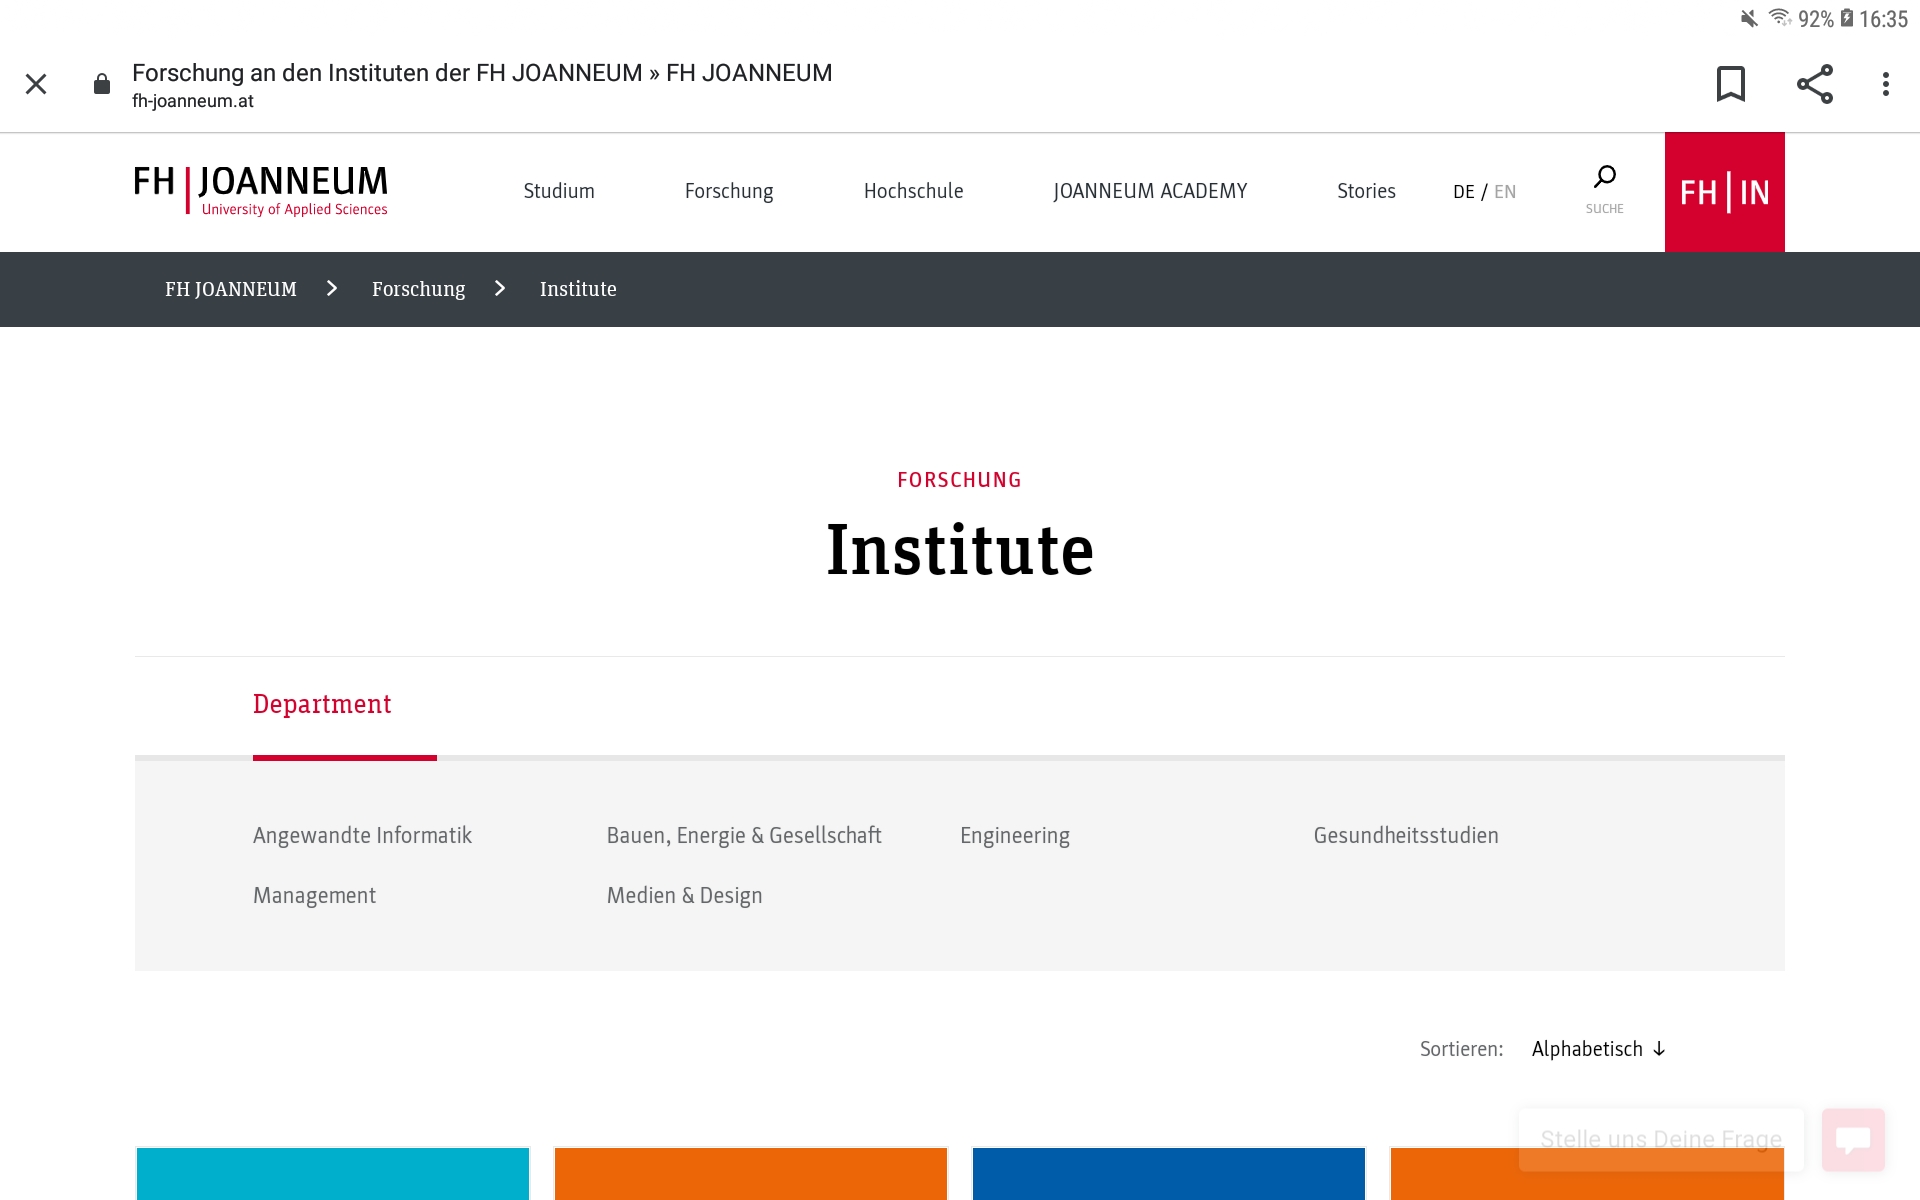 92% 16:35
Forschung an den Instituten der FH JOANNEUM » FH JOANNEUM
fh-joanneum.at
FH JOANNEUM
University of Applied Sciences
Studium Forschung Hochschule JOANNEUM ACADEMY Stories DE / EN
SUCHE
FH IN
FH JOANNEUM Forschung Institute
FORSCHUNG
Institute
Department
Angewandte Informatik Bauen, Energie & Gesellschaft Engineering Gesundheitsstudien
Management Medien & Design
Sortieren: Alphabetisch ↓
Stelle uns Deine Frage